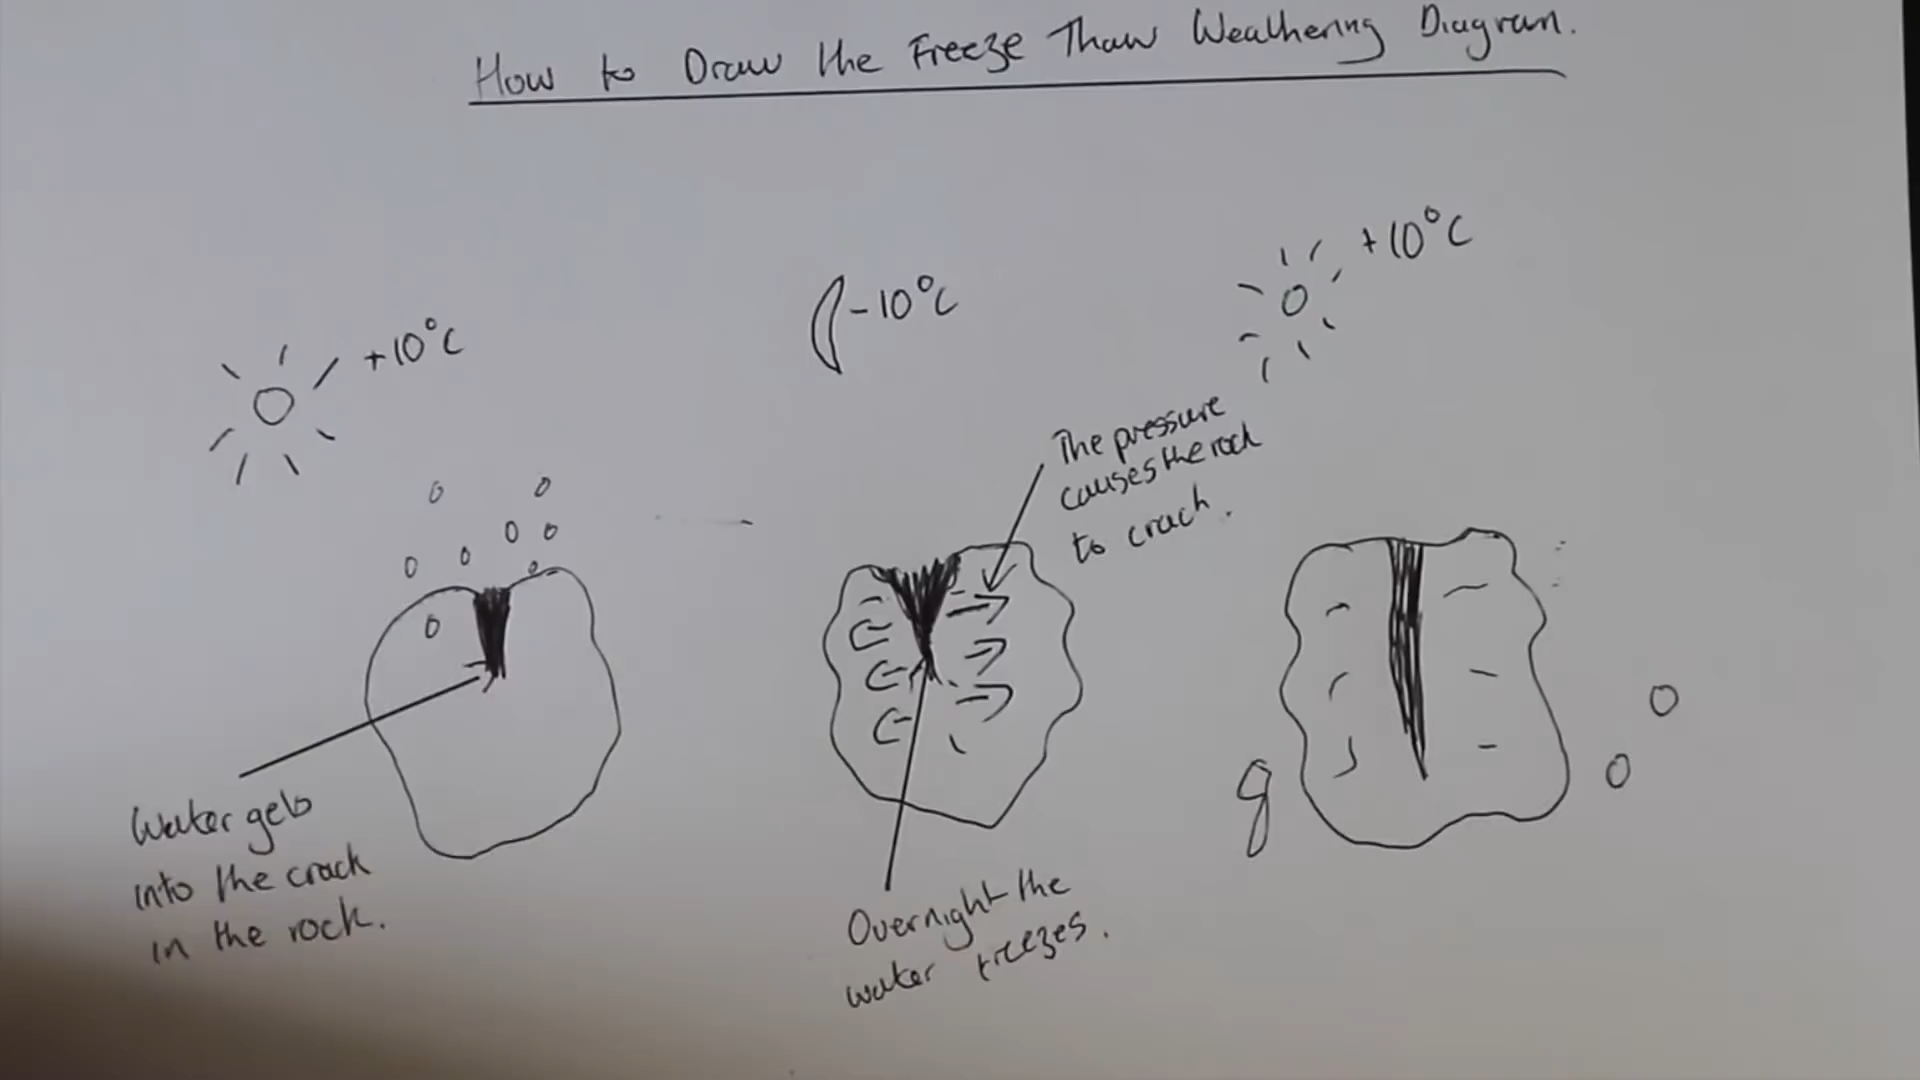 How to Draw the Freeze Thaw Weathering Diagram.
+10°C
-10°C
+10°C
The pressure
causes the rock
to crack.
Water gets
into the crack
in the rock.
Overnight the
water freezes.